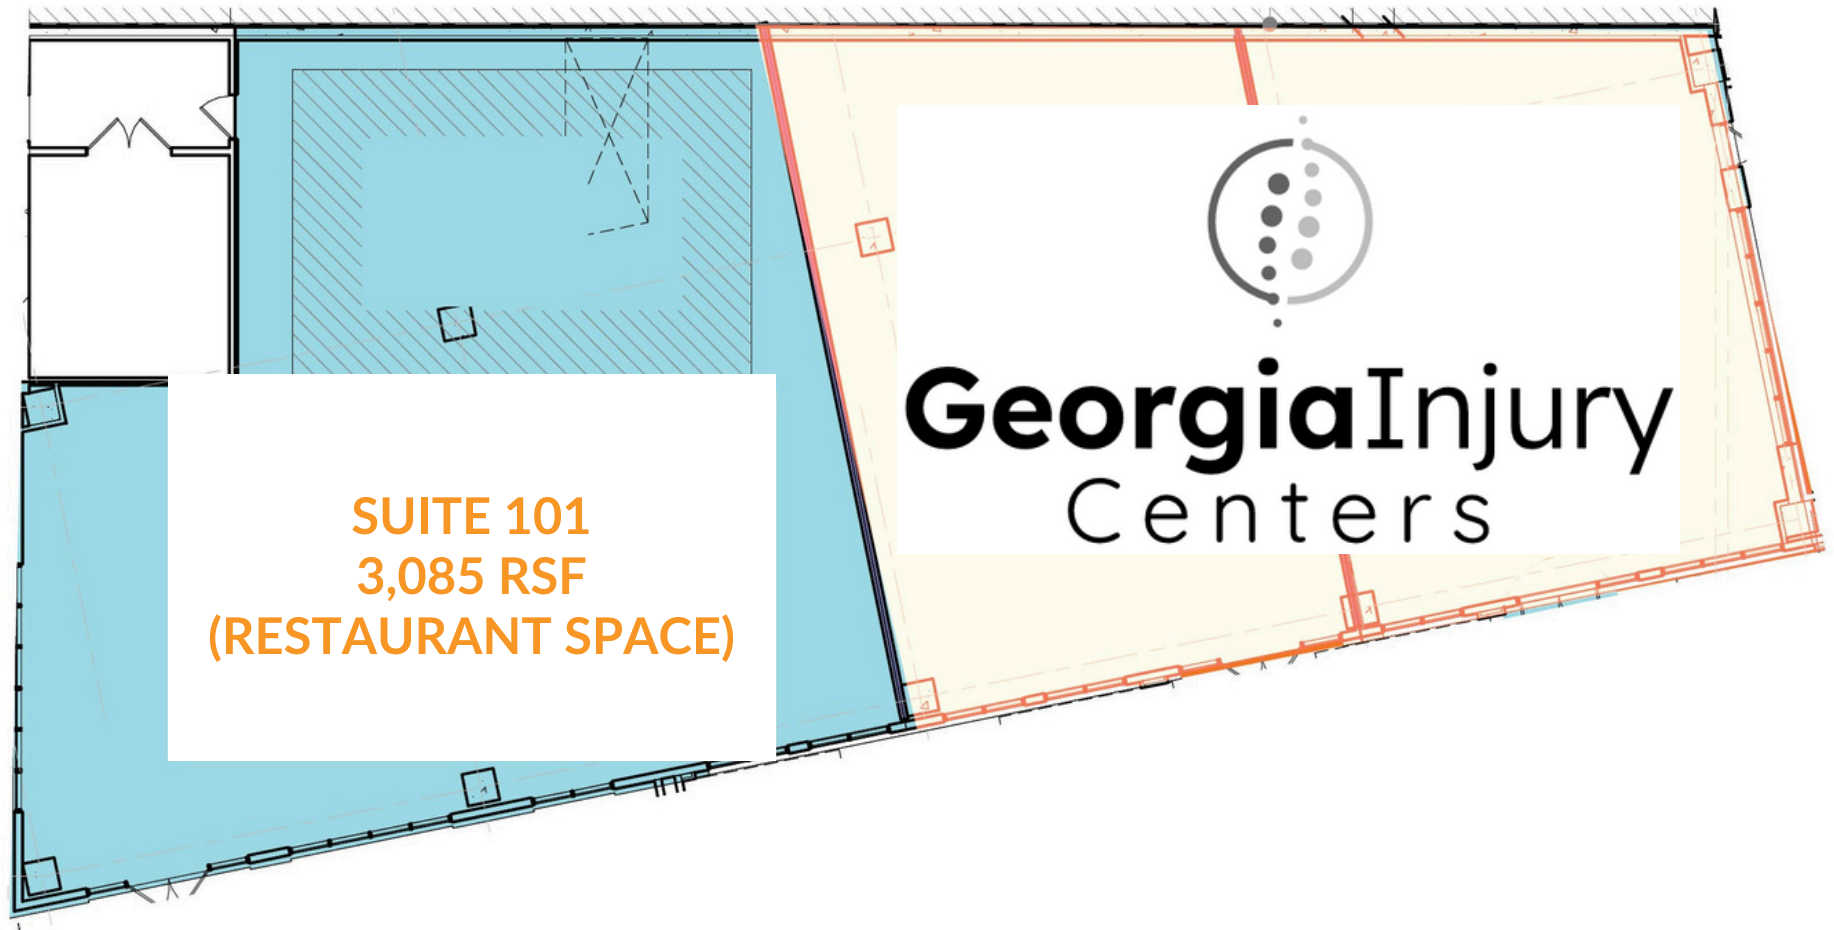 SUITE 101
3,085 RSF
(RESTAURANT SPACE)
GeorgiaInjury
Centers